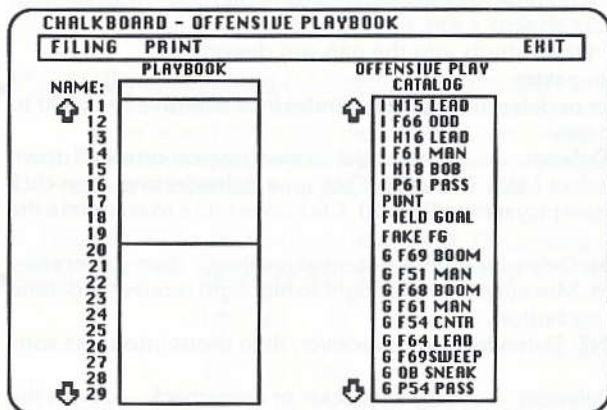 CHALKBOARD - OFFENSIVE PLAYBOOK
FILING PRINT EXIT
PLAYBOOK
NAME:
11
12
13
14
15
16
17
18
19
20
21
22
23
24
25
26
27
28
29
OFFENSIVE PLAY
CATALOG
I H15 LEAD
I F66 ODD
I H16 LEAD
I F61 MAN
I H18 BOB
I P61 PASS
PUNT
FIELD GOAL
FAKE FG
G F69 BOOM
G F51 MAN
G F68 BOOM
G F61 MAN
G F54 CNTR
G F64 LEAD
G F69SWEEP
G QB SNEAK
G P54 PASS